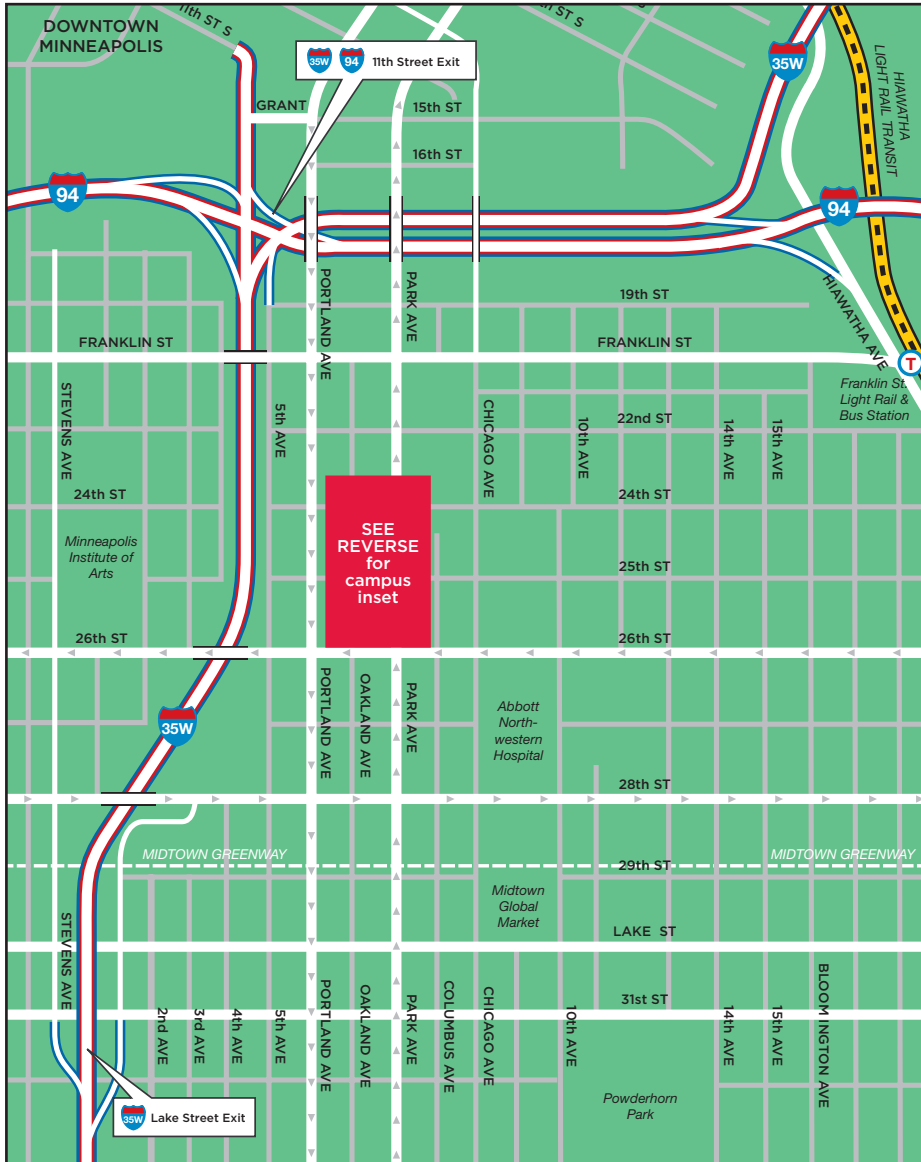 DOWNTOWN
MINNEAPOLIS
11th ST S
ST S
35W 94 11th Street Exit
35W
HIAWATHA
LIGHT RAIL TRANSIT
GRANT
15th ST
16th ST
94
94
PORTLAND AVE
PARK AVE
19th ST
HIAWATHA AVE
FRANKLIN ST
FRANKLIN ST
T
Franklin St.
Light Rail &
Bus Station
STEVENS AVE
5th AVE
CHICAGO AVE
10th AVE
22nd ST
14th AVE
15th AVE
24th ST
24th ST
SEE
REVERSE
for
campus
inset
Minneapolis
Institute of
Arts
25th ST
26th ST
26th ST
PORTLAND AVE
OAKLAND AVE
PARK AVE
Abbott
North-
western
Hospital
35W
28th ST
MIDTOWN GREENWAY
29th ST
MIDTOWN GREENWAY
Midtown
Global
Market
STEVENS AVE
LAKE ST
31st ST
2nd AVE
3rd AVE
4th AVE
5th AVE
PORTLAND AVE
OAKLAND AVE
PARK AVE
COLUMBUS AVE
CHICAGO AVE
10th AVE
14th AVE
15th AVE
BLOOMINGTON AVE
35W Lake Street Exit
Powderhorn
Park